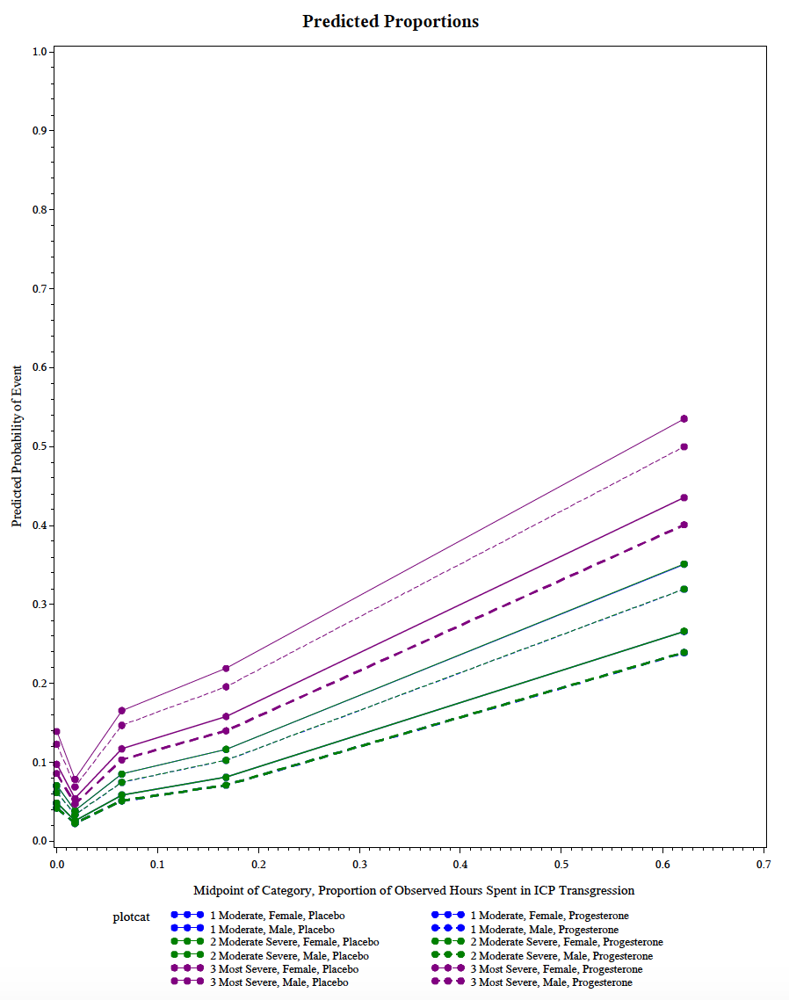 Predicted Proportions
1.0
0.9
0.8
0.7
0.6
0.5
0.4
0.3
0.2
0.1
0.0
Predicted Probability of Event
0.0 0.1 0.2 0.3 0.4 0.5 0.6 0.7
Midpoint of Category, Proportion of Observed Hours Spent in ICP Transgression
plotcat
1 Moderate, Female, Placebo 1 Moderate, Female, Progesterone
1 Moderate, Male, Placebo 1 Moderate, Male, Progesterone
2 Moderate Severe, Female, Placebo 2 Moderate Severe, Female, Progesterone
2 Moderate Severe, Male, Placebo 2 Moderate Severe, Male, Progesterone
3 Most Severe, Female, Placebo 3 Most Severe, Female, Progesterone
3 Most Severe, Male, Placebo 3 Most Severe, Male, Progesterone